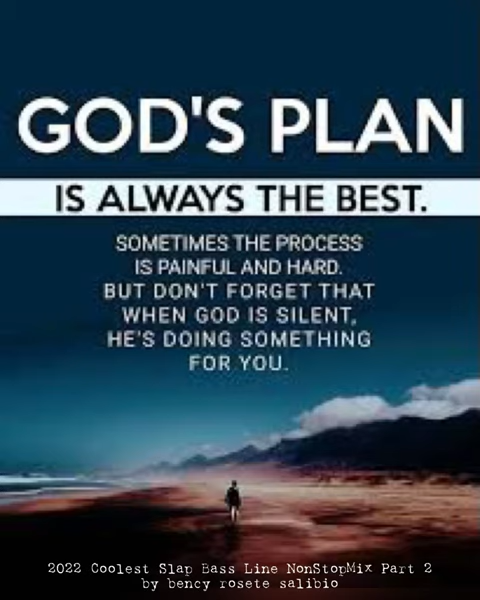 GOD'S PLAN
IS ALWAYS THE BEST.
SOMETIMES THE PROCESS
IS PAINFUL AND HARD.
BUT DON'T FORGET THAT
WHEN GOD IS SILENT,
HE'S DOING SOMETHING
FOR YOU.
2022 Coolest Slap Bass Line NonStopMix Part 2
by bency rosete salibio